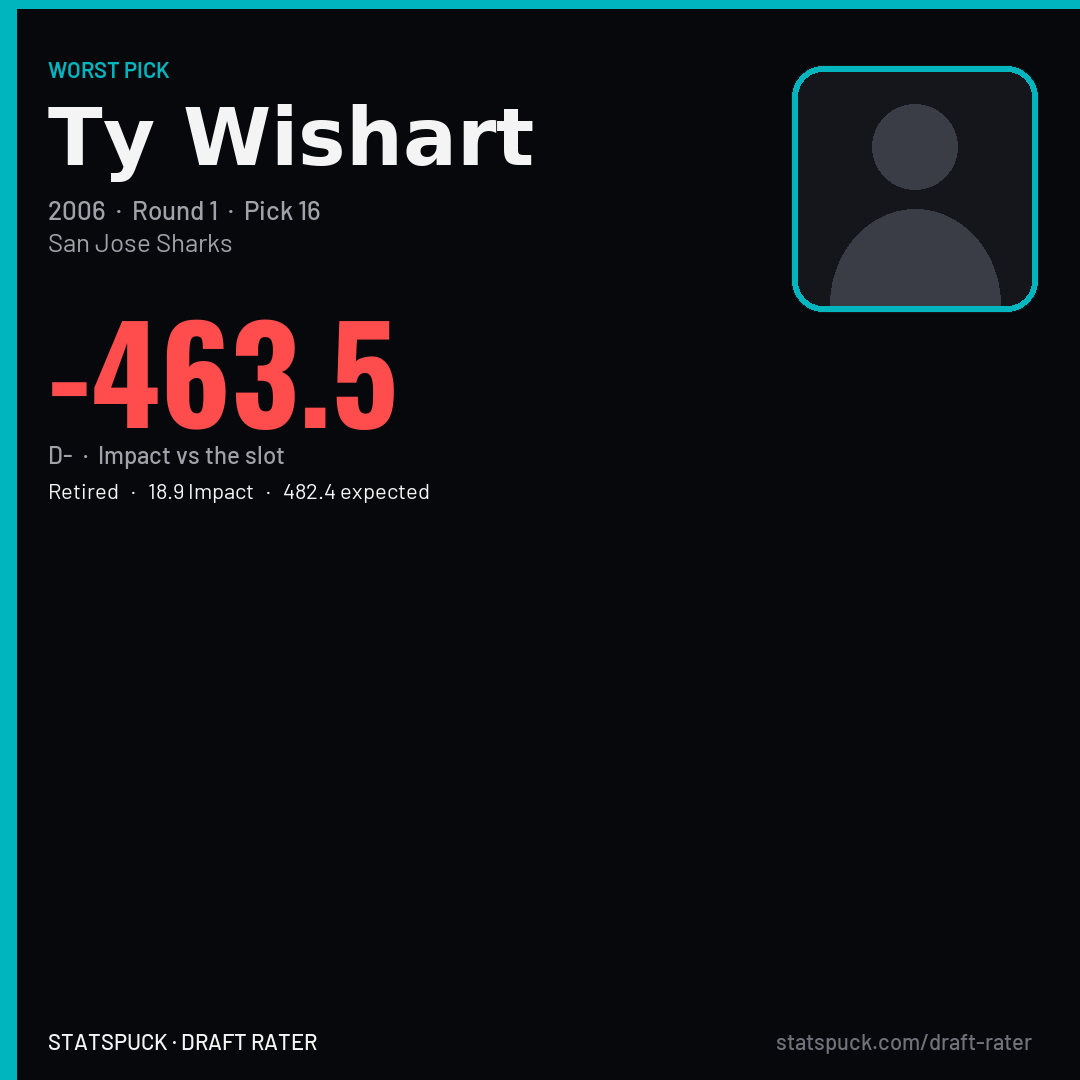 WORST PICK
Ty Wishart
2006 · Round 1 · Pick 16
San Jose Sharks
-463.5
D- · Impact vs the slot
Retired · 18.9 Impact · 482.4 expected
STATSPUCK · DRAFT RATER
statspuck.com/draft-rater